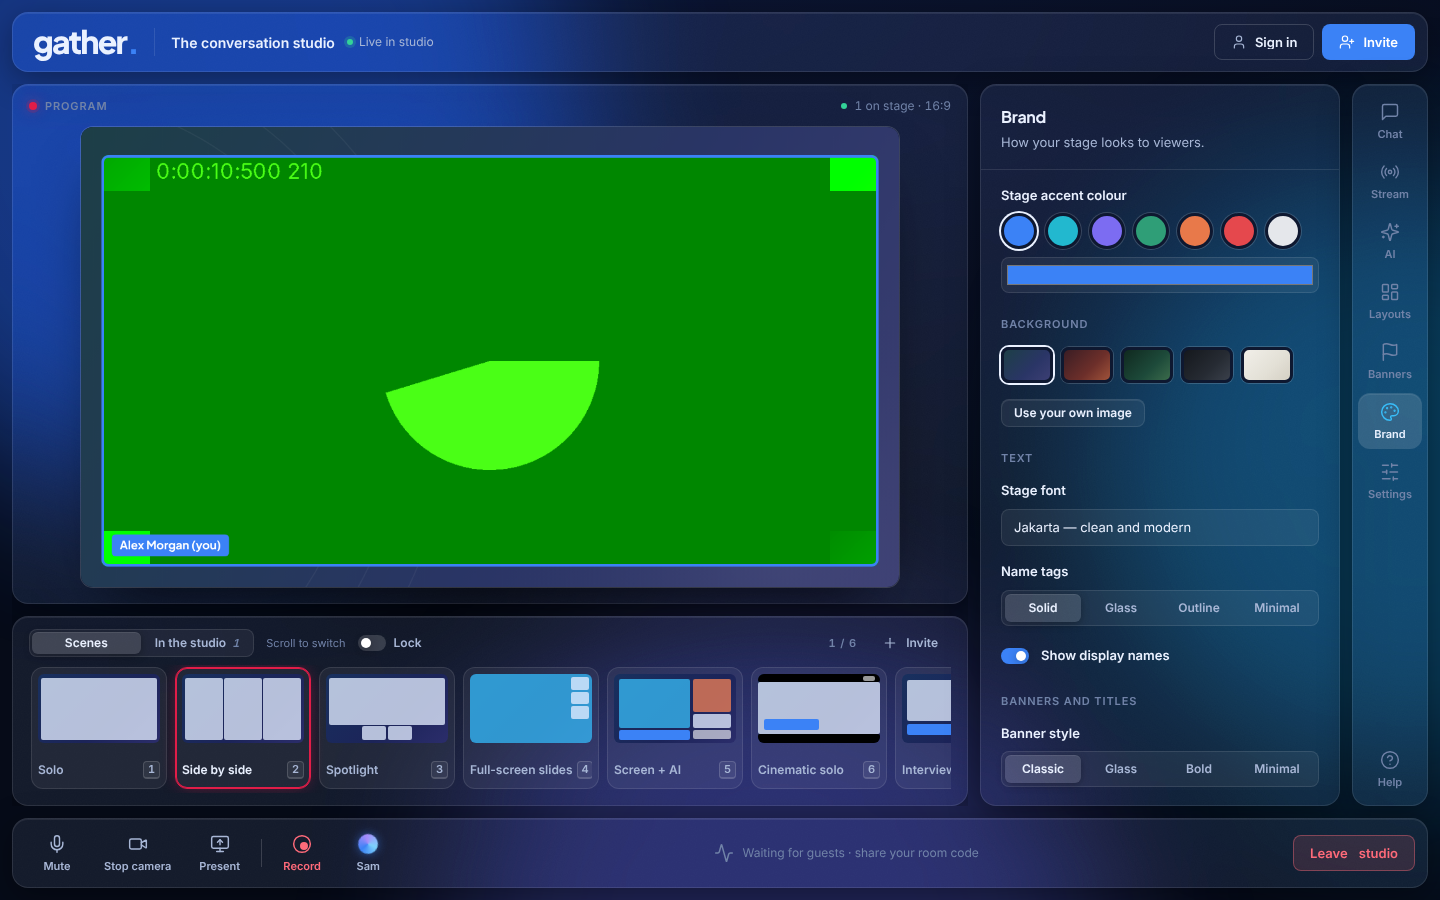 gather.
The conversation studio
Live in studio
Sign in
Invite
PROGRAM
1 on stage · 16:9
0:00:10:500 210
Alex Morgan (you)
Scenes
In the studio 1
Scroll to switch
Lock
1 / 6
Invite
Solo 1
Side by side 2
Spotlight 3
Full-screen slides 4
Screen + AI 5
Cinematic solo 6
Interview
Brand
How your stage looks to viewers.
Stage accent colour
BACKGROUND
Use your own image
TEXT
Stage font
Jakarta — clean and modern
Name tags
Solid Glass Outline Minimal
Show display names
BANNERS AND TITLES
Banner style
Classic Glass Bold Minimal
Chat
Stream
AI
Layouts
Banners
Brand
Settings
Help
Mute
Stop camera
Present
Record
Sam
Waiting for guests · share your room code
Leave studio